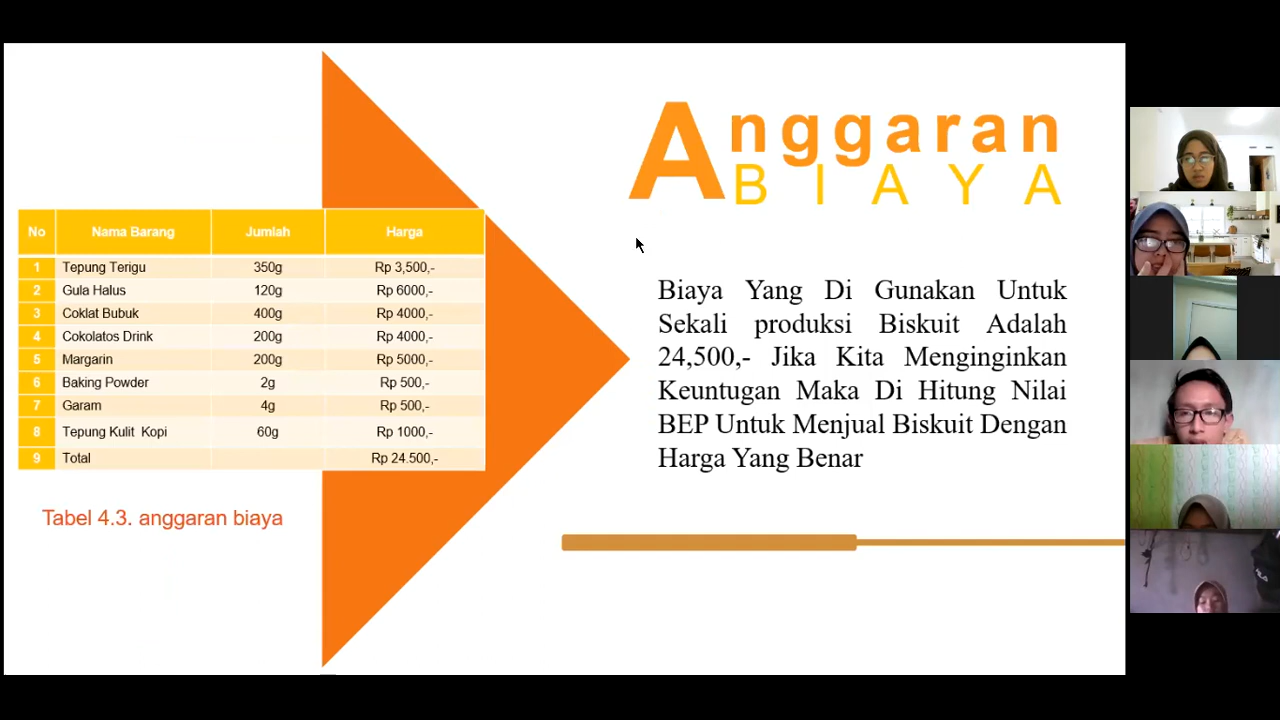 Anggaran
BIAYA
No Nama Barang Jumlah Harga
1 Tepung Terigu 350g Rp 3,500,-
2 Gula Halus 120g Rp 6000,-
3 Coklat Bubuk 400g Rp 4000,-
4 Cokolatos Drink 200g Rp 4000,-
5 Margarin 200g Rp 5000,-
6 Baking Powder 2g Rp 500,-
7 Garam 4g Rp 500,-
8 Tepung Kulit Kopi 60g Rp 1000,-
9 Total Rp 24.500,-
Tabel 4.3. anggaran biaya
Biaya Yang Di Gunakan Untuk
Sekali produksi Biskuit Adalah
24,500,- Jika Kita Menginginkan
Keuntugan Maka Di Hitung Nilai
BEP Untuk Menjual Biskuit Dengan
Harga Yang Benar